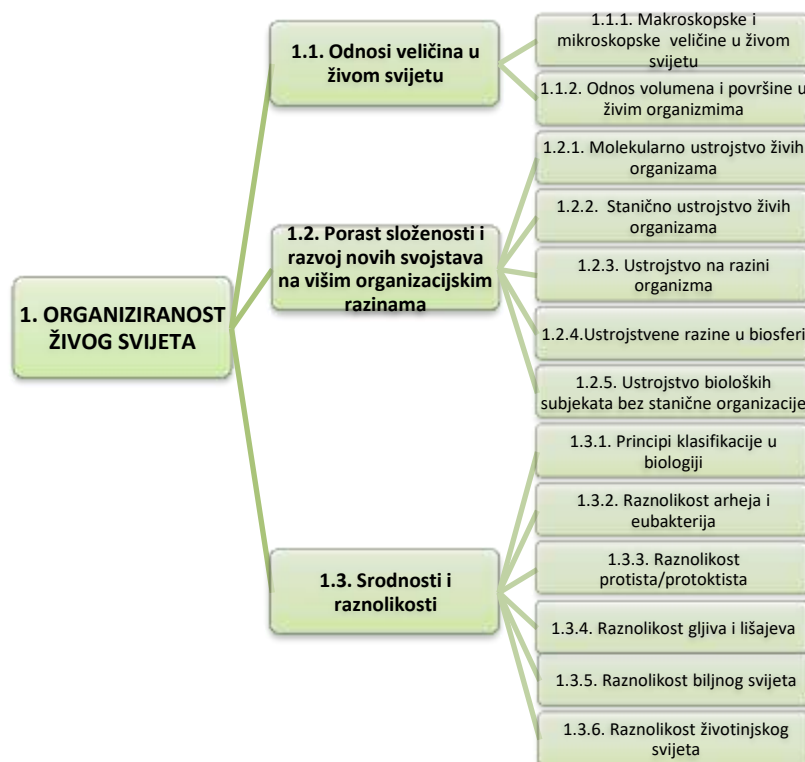 1. ORGANIZIRANOST
ŽIVOG SVIJETA
1.1. Odnosi veličina u
živom svijetu
1.1.1. Makroskopske i
mikroskopske veličine u živom
svijetu
1.1.2. Odnos volumena i površine u
živim organizmima
1.2. Porast složenosti i
razvoj novih svojstava
na višim organizacijskim
razinama
1.2.1. Molekularno ustrojstvo živih
organizama
1.2.2. Stanično ustrojstvo živih
organizama
1.2.3. Ustrojstvo na razini
organizma
1.2.4.Ustrojstvene razine u biosferi
1.2.5. Ustrojstvo bioloških
subjekata bez stanične organizacije
1.3. Srodnosti i
raznolikosti
1.3.1. Principi klasifikacije u
biologiji
1.3.2. Raznolikost arheja i
eubakterija
1.3.3. Raznolikost
protista/protoktista
1.3.4. Raznolikost gljiva i lišajeva
1.3.5. Raznolikost biljnog svijeta
1.3.6. Raznolikost životinjskog
svijeta